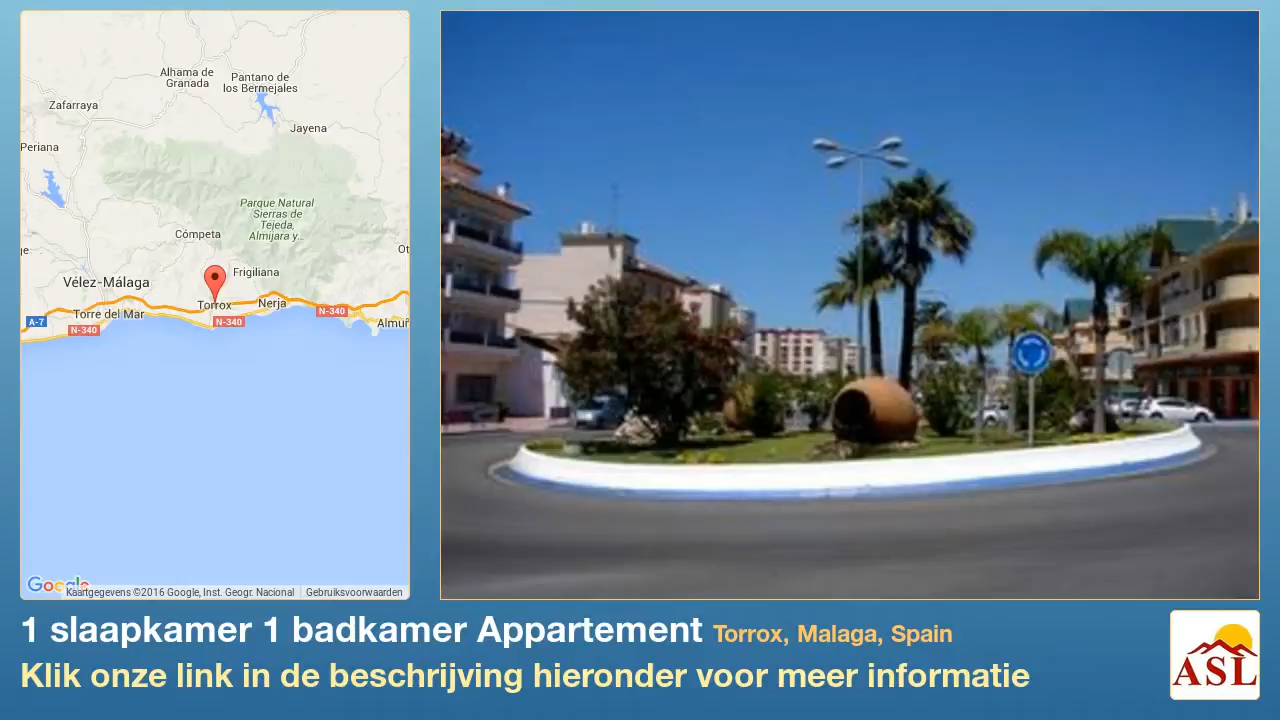 Alhama de
Granada
Pantano de
los Bermejales
Zafarraya
Jayena
Periana
Parque Natural
Sierras de
Tejeda,
Almijara y...
Cómpeta
Ot
Frigiliana
Vélez-Málaga
Torrox
Nerja
Torre del Mar
N-340
A-7
N-340
N-340
Almuñ
Google
Kaartgegevens ©2016 Google, Inst. Geogr. Nacional
Gebruiksvoorwaarden
1 slaapkamer 1 badkamer Appartement Torrox, Malaga, Spain
Klik onze link in de beschrijving hieronder voor meer informatie
ASL